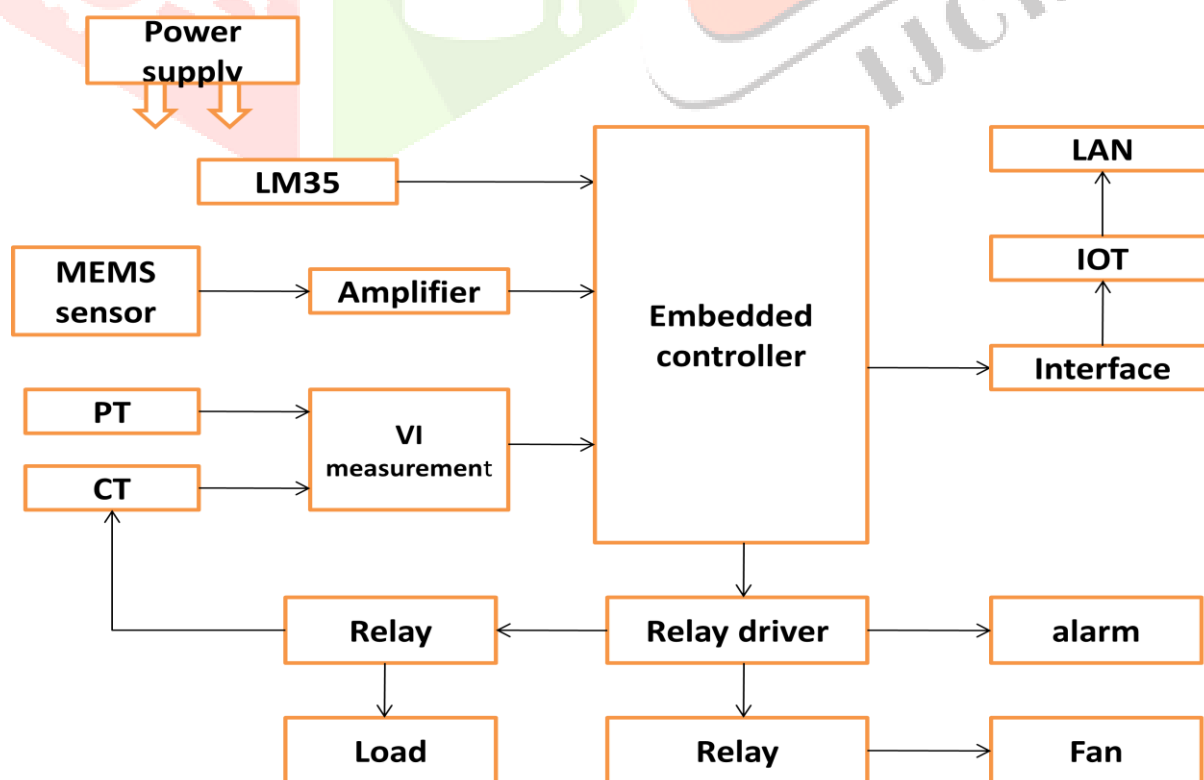 Power
supply
IJCR
LM35
LAN
MEMS
sensor
Amplifier
IOT
Embedded
controller
Interface
PT
VI
measurement
CT
Relay
Relay driver
alarm
Load
Relay
Fan